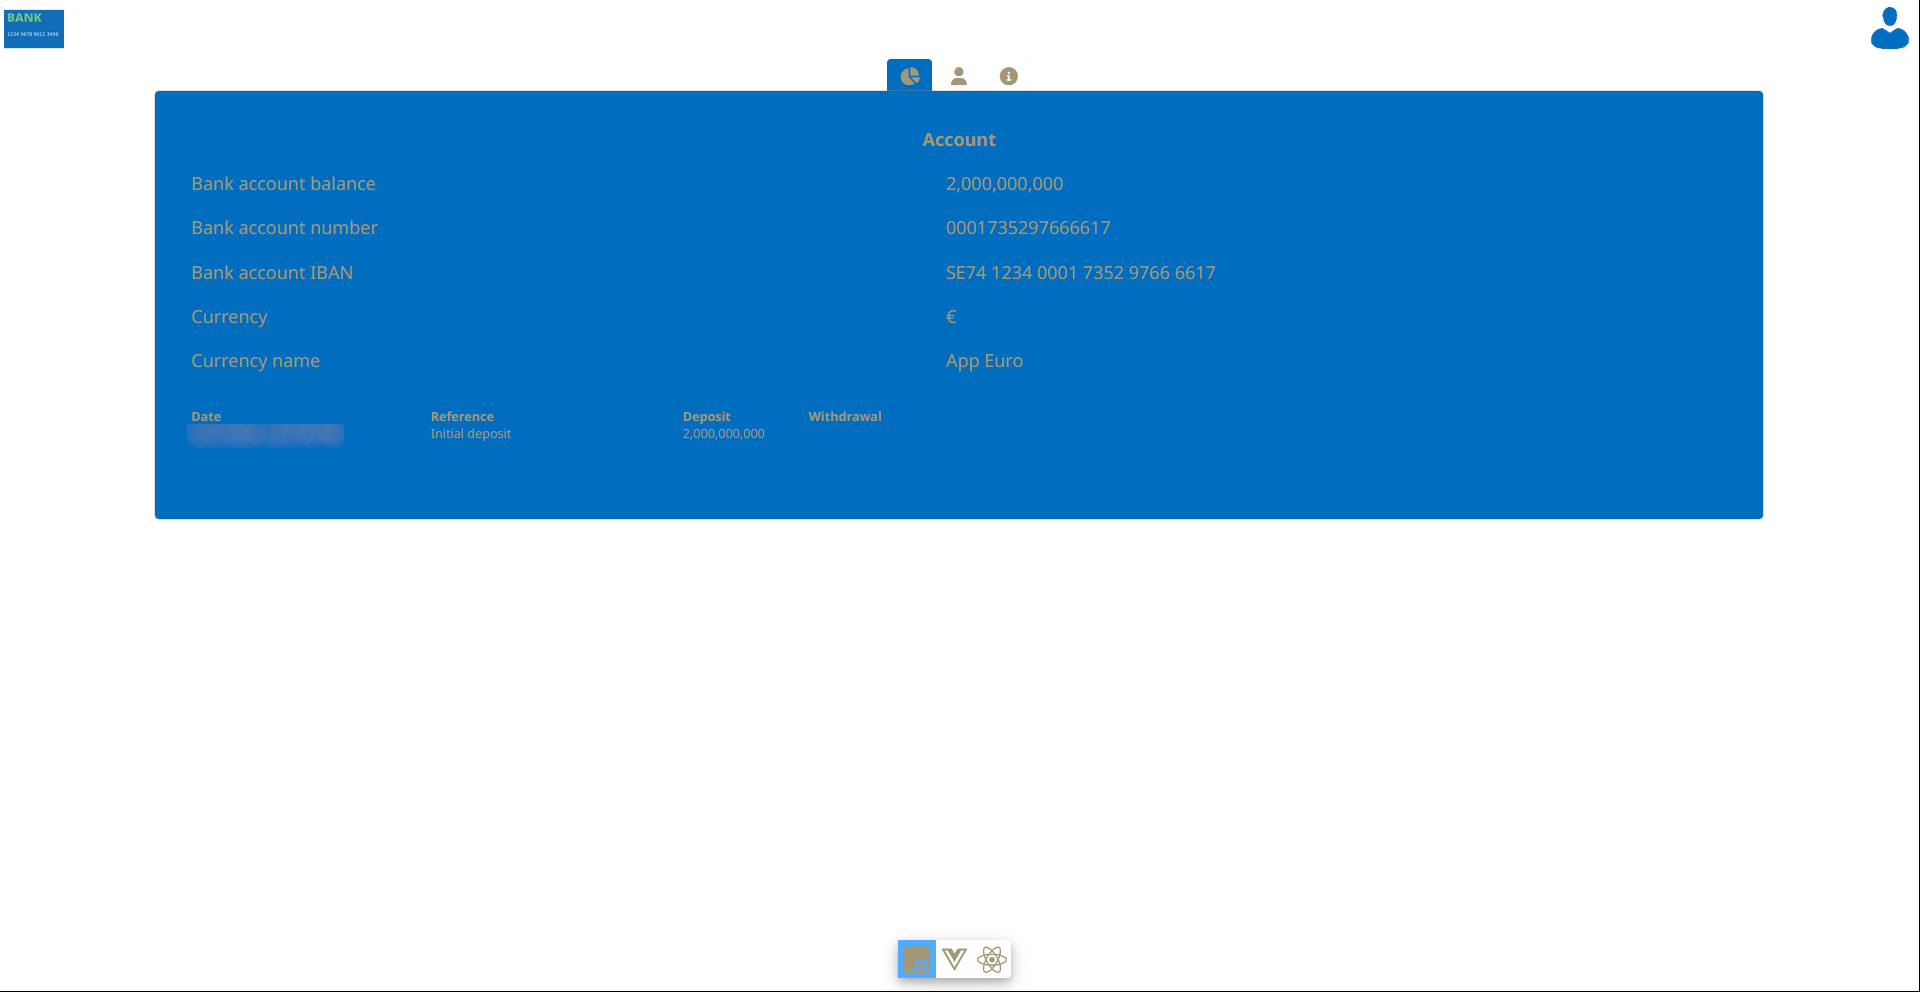 BANK
1234 5678 9012 3456
Account
Bank account balance 2,000,000,000
Bank account number 0001735297666617
Bank account IBAN SE74 1234 0001 7352 9766 6617
Currency €
Currency name App Euro
Date Reference Deposit Withdrawal
Initial deposit 2,000,000,000
JS